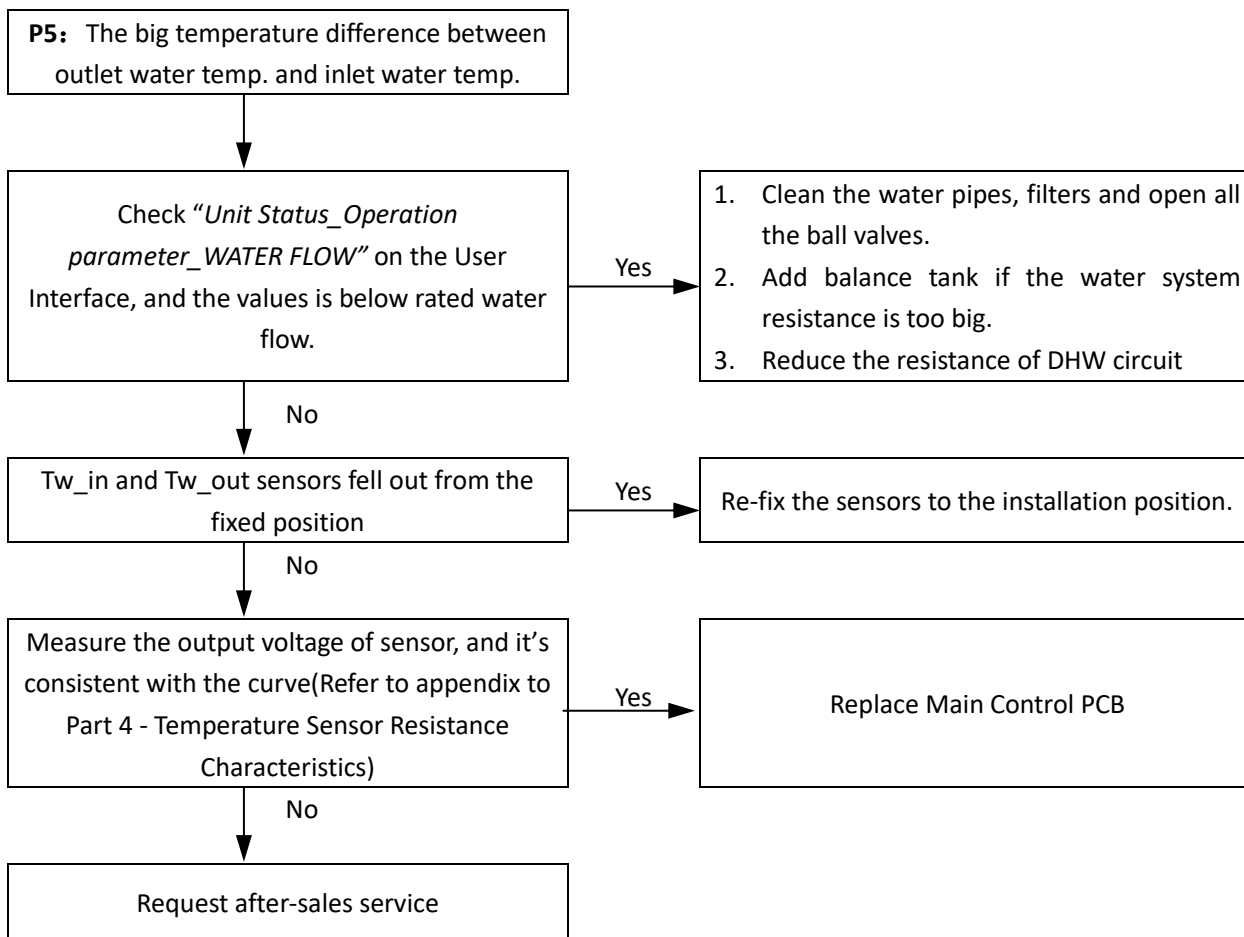 P5：The big temperature difference between
outlet water temp. and inlet water temp.
Check “Unit Status_Operation
parameter_WATER FLOW” on the User
Interface, and the values is below rated water
flow.
Yes
1. Clean the water pipes, filters and open all
the ball valves.
2. Add balance tank if the water system
resistance is too big.
3. Reduce the resistance of DHW circuit
No
Tw_in and Tw_out sensors fell out from the
fixed position
Yes
Re-fix the sensors to the installation position.
No
Measure the output voltage of sensor, and it’s
consistent with the curve(Refer to appendix to
Part 4 - Temperature Sensor Resistance
Characteristics)
Yes
Replace Main Control PCB
No
Request after-sales service